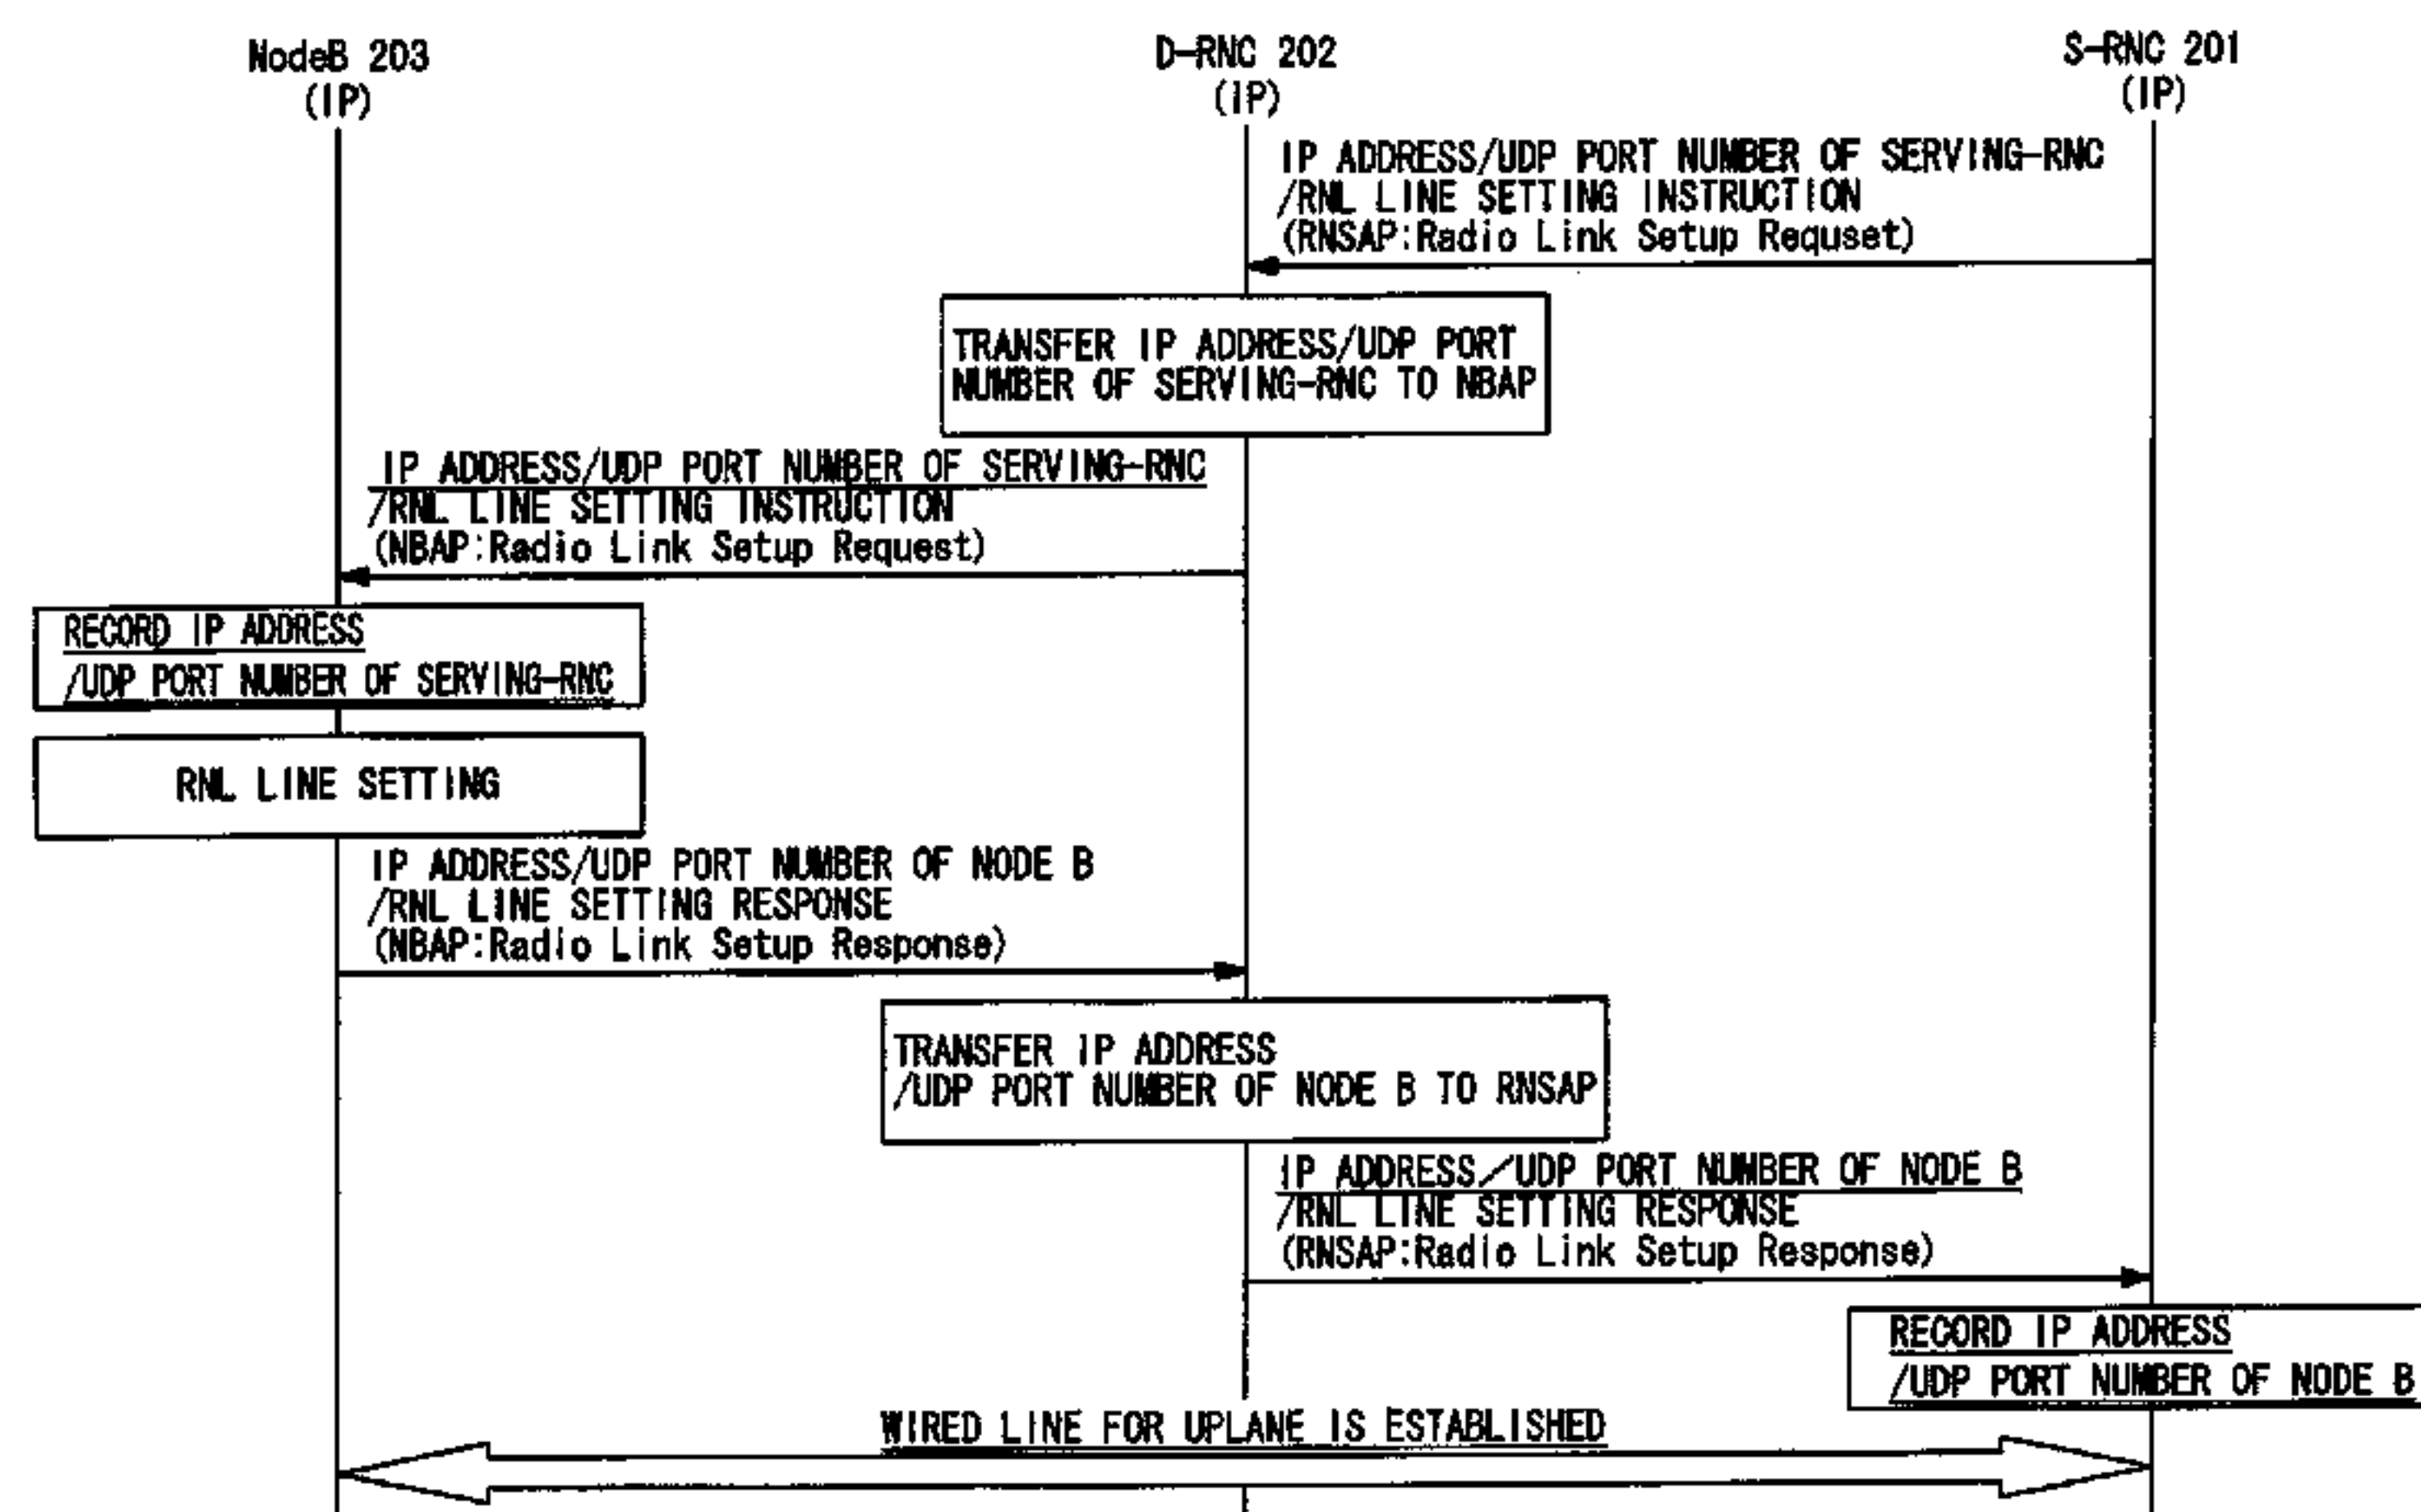 NodeB 203
(IP)
D-RNC 202
(IP)
S-RNC 201
(IP)
IP ADDRESS/UDP PORT NUMBER OF SERVING-RNC
/RNL LINE SETTING INSTRUCTION
(RNSAP:Radio Link Setup Requset)
TRANSFER IP ADDRESS/UDP PORT
NUMBER OF SERVING-RNC TO NBAP
IP ADDRESS/UDP PORT NUMBER OF SERVING-RNC
/RNL LINE SETTING INSTRUCTION
(NBAP:Radio Link Setup Request)
RECORD IP ADDRESS
/UDP PORT NUMBER OF SERVING-RNC
RNL LINE SETTING
IP ADDRESS/UDP PORT NUMBER OF NODE B
/RNL LINE SETTING RESPONSE
(NBAP:Radio Link Setup Response)
TRANSFER IP ADDRESS
/UDP PORT NUMBER OF NODE B TO RNSAP
IP ADDRESS/UDP PORT NUMBER OF NODE B
/RNL LINE SETTING RESPONSE
(RNSAP:Radio Link Setup Response)
RECORD IP ADDRESS
/UDP PORT NUMBER OF NODE B
WIRED LINE FOR UPLANE IS ESTABLISHED